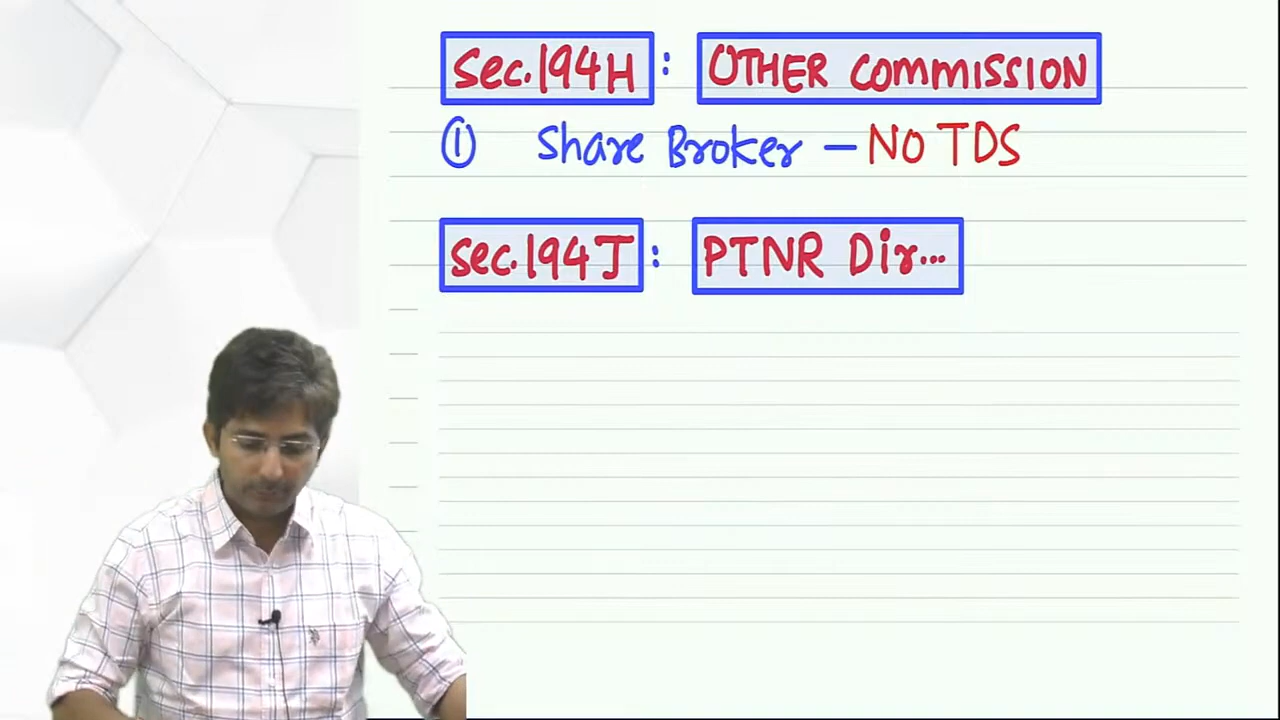 Sec.194H : OTHER COMMISSION
① Share Broker – NO TDS
Sec.194J : PTNR Dir...